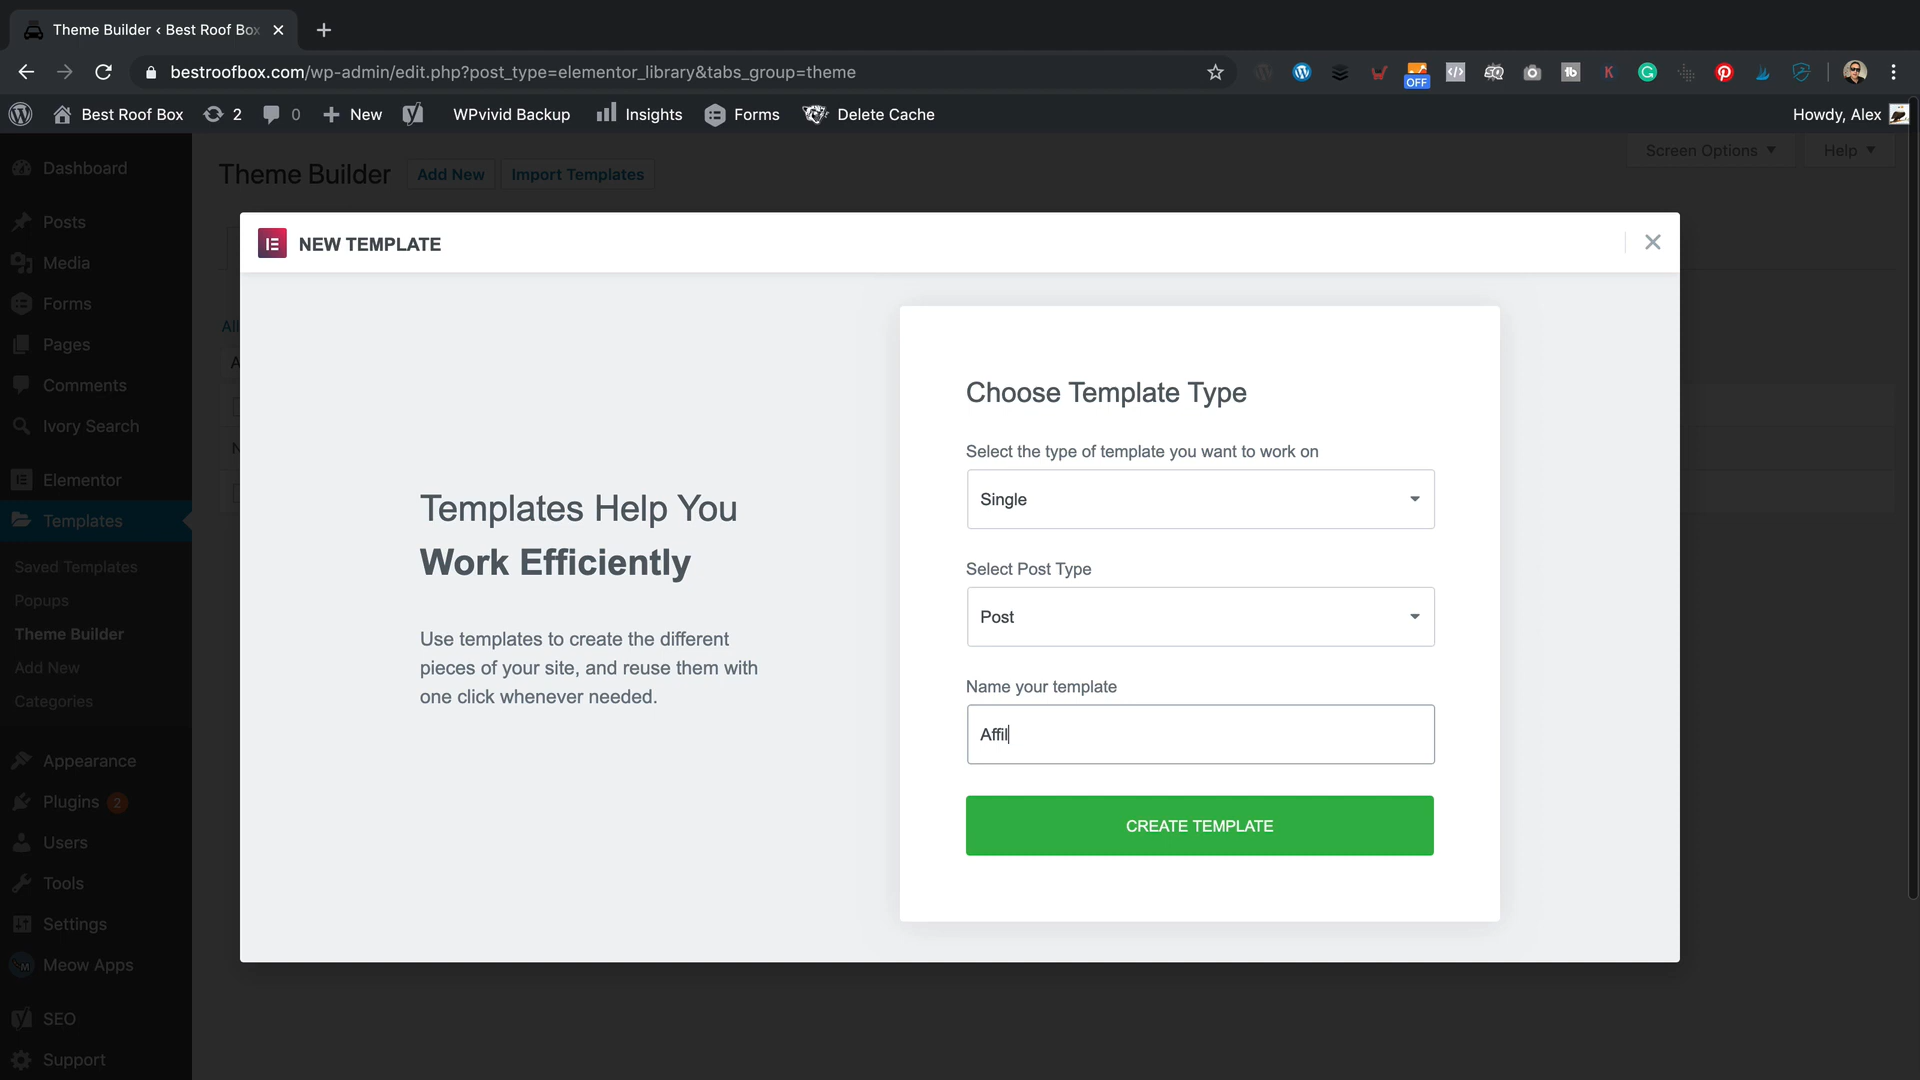 Theme Builder ‹ Best Roof Box
bestroofbox.com/wp-admin/edit.php?post_type=elementor_library&tabs_group=theme
OFF
Best Roof Box 2 0 New WPvivid Backup Insights Forms Delete Cache Howdy, Alex
Dashboard
Posts
Media
Forms
Pages
Comments
Ivory Search
Elementor
Templates
Saved Templates
Popups
Theme Builder
Add New
Categories
Appearance
Plugins 2
Users
Tools
Settings
Meow Apps
SEO
Support
Theme Builder Add New Import Templates
Screen Options Help
All
NEW TEMPLATE
Templates Help You
Work Efficiently
Use templates to create the different
pieces of your site, and reuse them with
one click whenever needed.
Choose Template Type
Select the type of template you want to work on
Single
Select Post Type
Post
Name your template
Affil
CREATE TEMPLATE